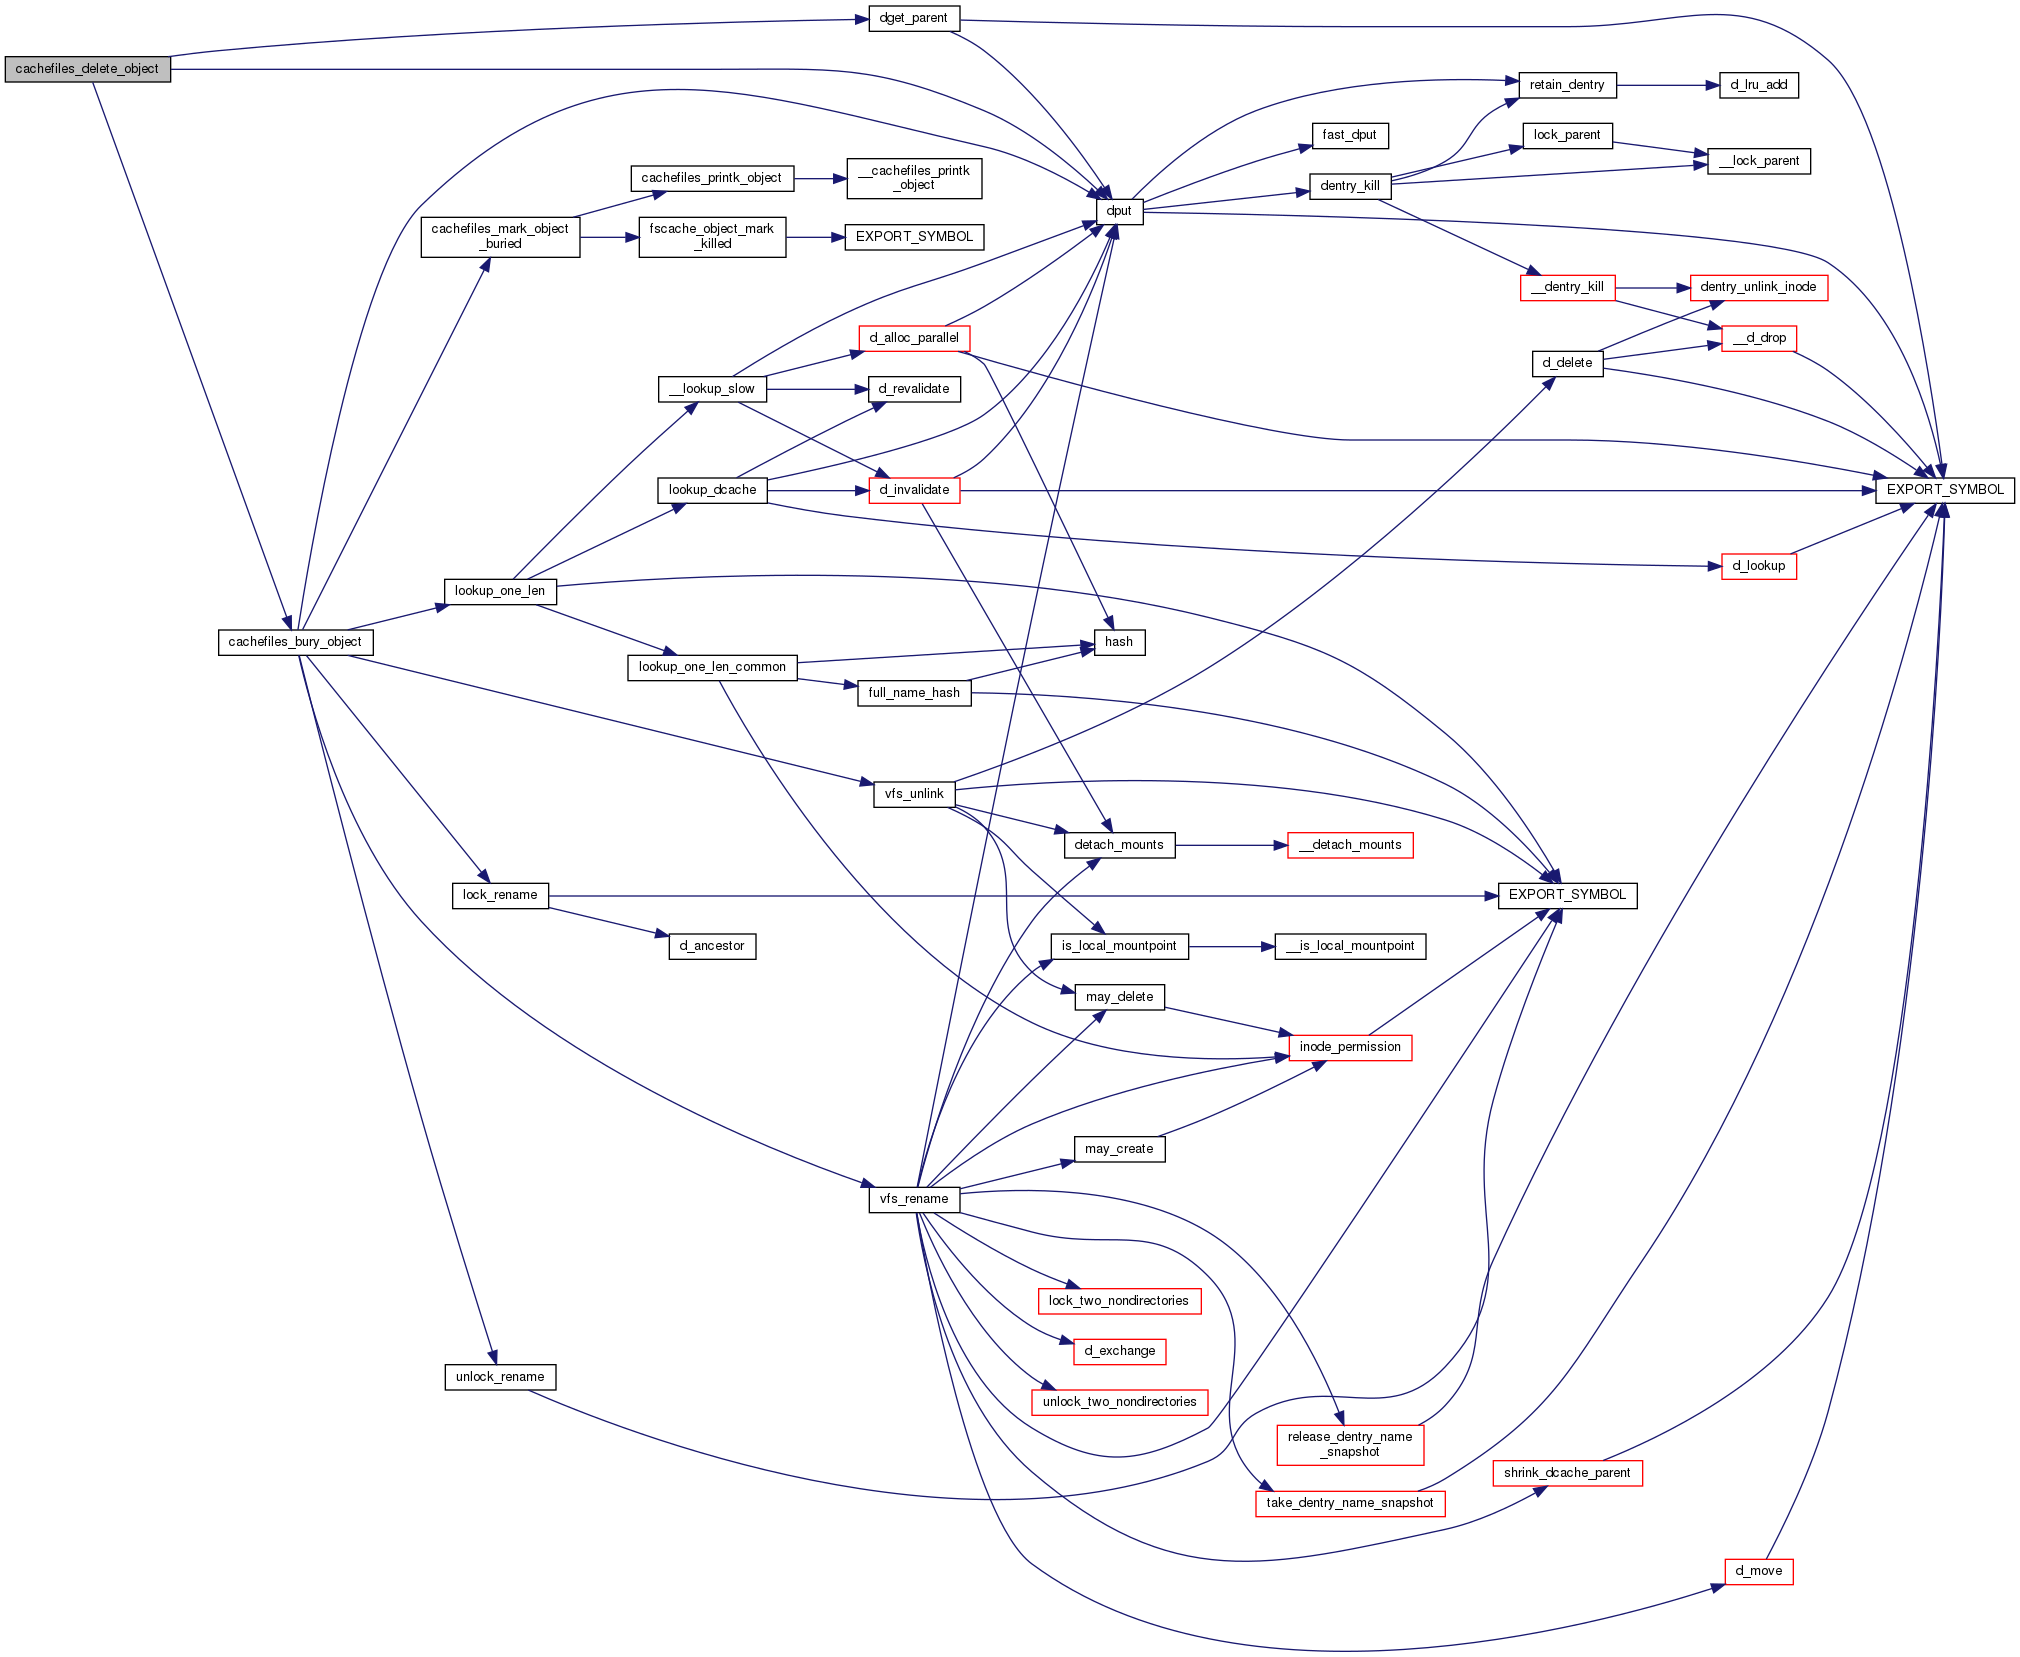 dget_parent
cachefiles_delete_object
retain_dentry
d_lru_add
fast_dput
lock_parent
__lock_parent
cachefiles_printk_object
__cachefiles_printk
_object
dentry_kill
dput
cachefiles_mark_object
_buried
fscache_object_mark
_killed
EXPORT_SYMBOL
__dentry_kill
dentry_unlink_inode
d_alloc_parallel
__d_drop
d_delete
__lookup_slow
d_revalidate
lookup_dcache
d_invalidate
EXPORT_SYMBOL
d_lookup
lookup_one_len
cachefiles_bury_object
hash
lookup_one_len_common
full_name_hash
vfs_unlink
detach_mounts
__detach_mounts
lock_rename
EXPORT_SYMBOL
d_ancestor
is_local_mountpoint
__is_local_mountpoint
may_delete
inode_permission
may_create
vfs_rename
lock_two_nondirectories
d_exchange
unlock_rename
unlock_two_nondirectories
release_dentry_name
_snapshot
shrink_dcache_parent
take_dentry_name_snapshot
d_move